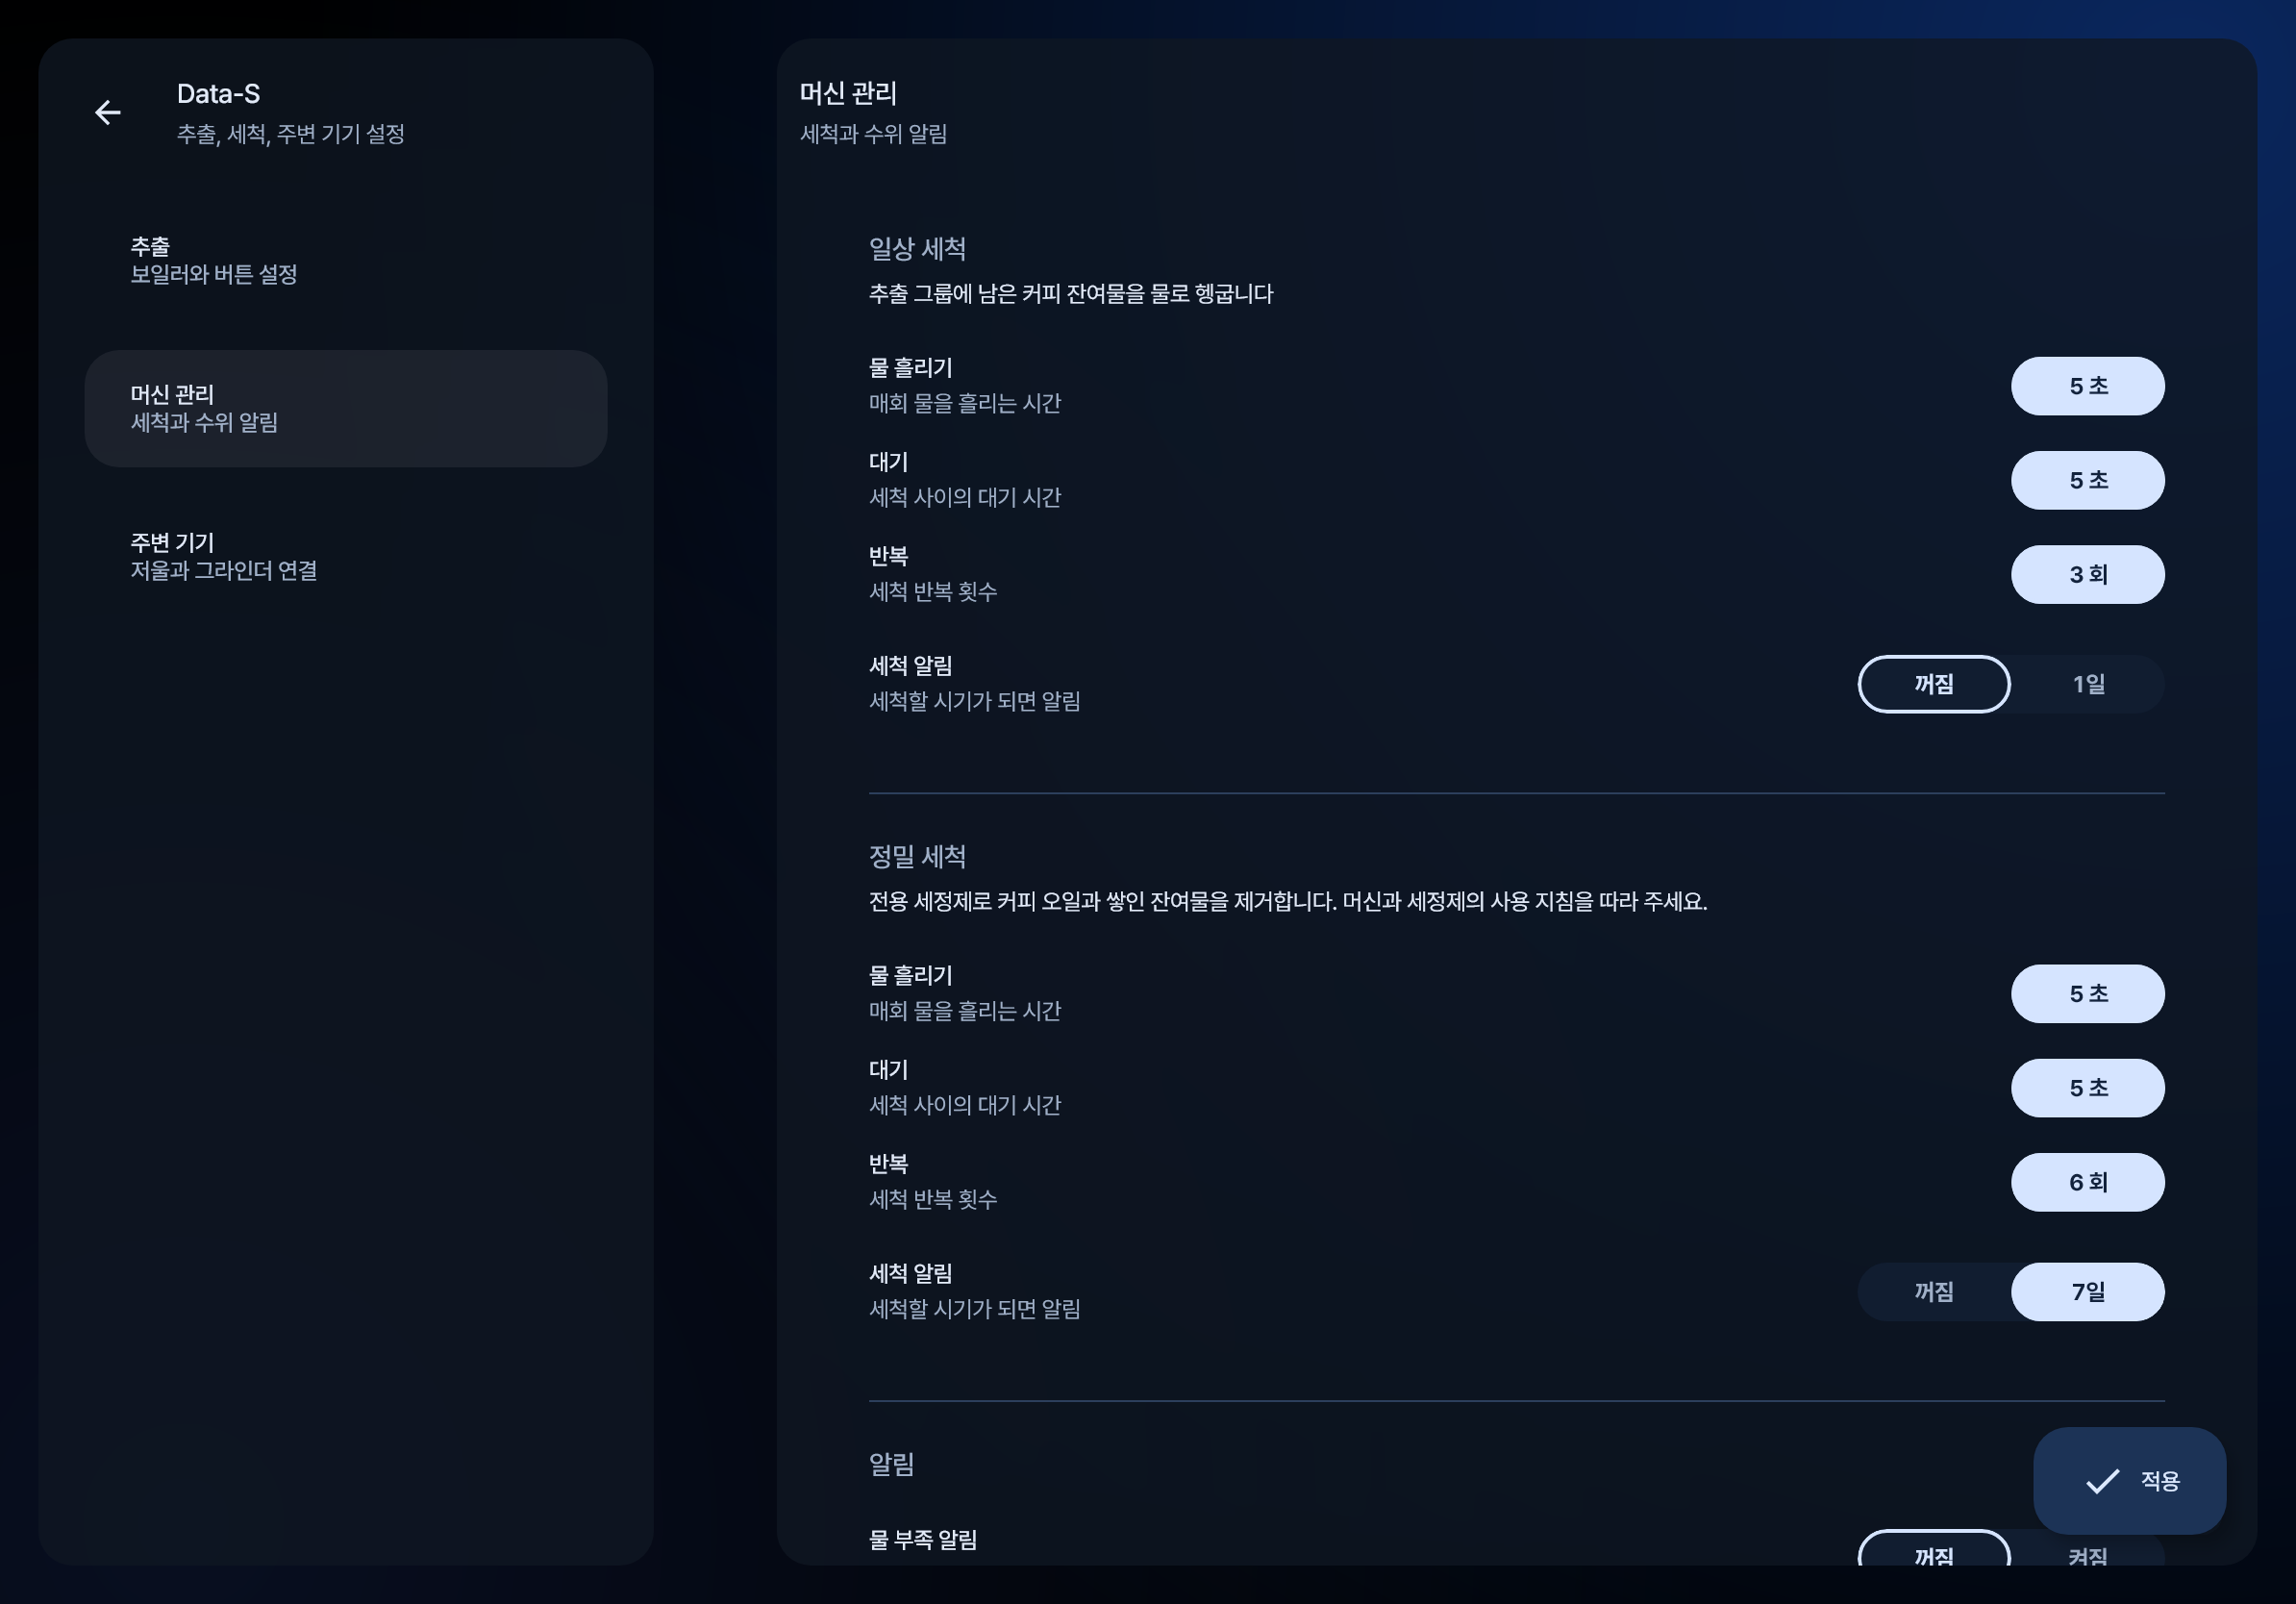 Data-S
추출, 세척, 주변 기기 설정
추출
보일러와 버튼 설정
머신 관리
세척과 수위 알림
주변 기기
저울과 그라인더 연결
머신 관리
세척과 수위 알림
일상 세척
추출 그룹에 남은 커피 잔여물을 물로 헹굽니다
물 흘리기
매회 물을 흘리는 시간
5 초
대기
세척 사이의 대기 시간
5 초
반복
세척 반복 횟수
3 회
세척 알림
세척할 시기가 되면 알림
꺼짐 1일
정밀 세척
전용 세정제로 커피 오일과 쌓인 잔여물을 제거합니다. 머신과 세정제의 사용 지침을 따라 주세요.
물 흘리기
매회 물을 흘리는 시간
5 초
대기
세척 사이의 대기 시간
5 초
반복
세척 반복 횟수
6 회
세척 알림
세척할 시기가 되면 알림
꺼짐 7일
알림
적용
물 부족 알림
꺼짐 켜짐